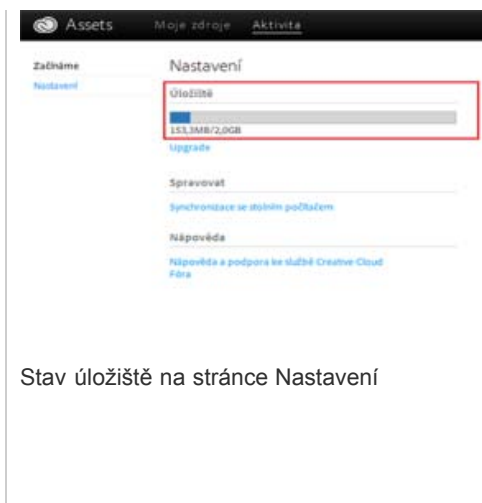 Assets Moje zdroje Aktivita
Začínáme
Nastavení
Nastavení
Úložiště
153,3MB/2,0GB
Upgrade
Spravovat
Synchronizace se stolním počítačem
Nápověda
Nápověda a podpora ke službě Creative Cloud
Fóra
Stav úložiště na stránce Nastavení